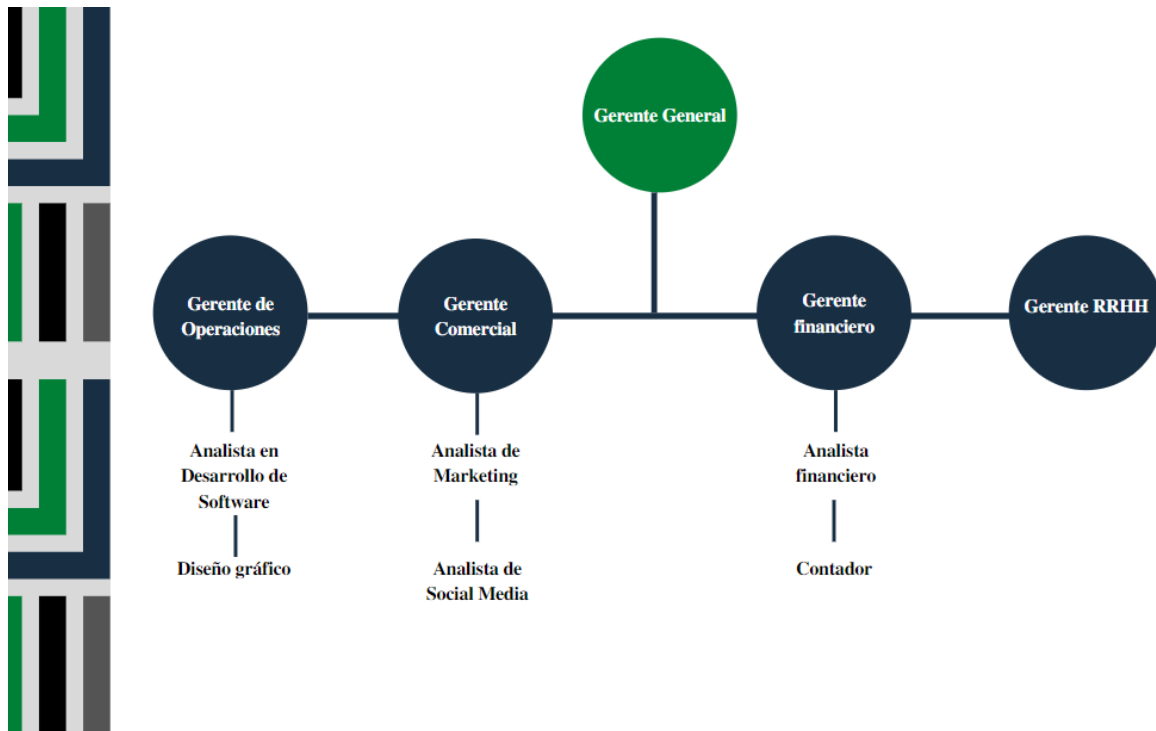 Gerente General
Gerente de
Operaciones
Gerente
Comercial
Gerente
financiero
Gerente RRHH
Analista en
Desarrollo de
Software
Diseño gráfico
Analista de
Marketing
Analista de
Social Media
Analista
financiero
Contador